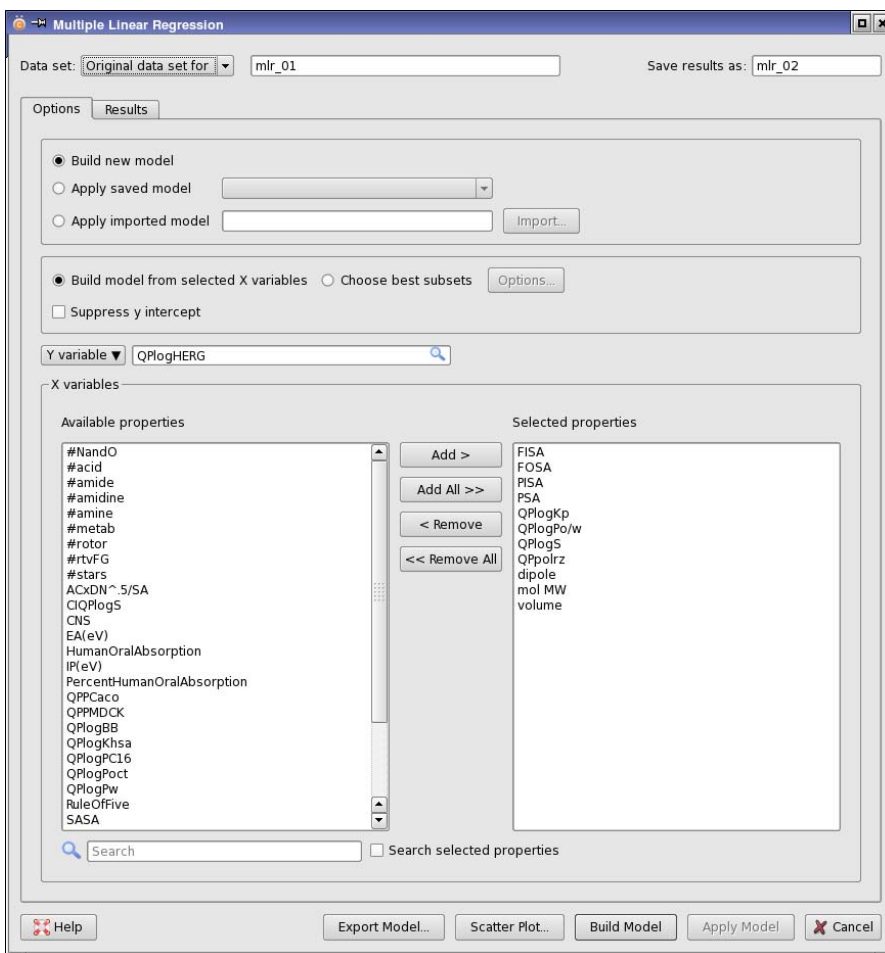 Multiple Linear Regression
Data set: Original data set for mlr_01 Save results as: mlr_02
Options Results
Build new model
Apply saved model
Apply imported model Import...
Build model from selected X variables Choose best subsets Options...
Suppress y intercept
Y variable QPlogHERG
X variables
Available properties
#NandO
#acid
#amide
#amidine
#amine
#metab
#rotor
#rtvFG
#stars
ACxDN^.5/SA
CIQPlogS
CNS
EA(eV)
HumanOralAbsorption
IP(eV)
PercentHumanOralAbsorption
QPPCaco
QPPMDCK
QPlogBB
QPlogKhsa
QPlogPC16
QPlogPoct
QPlogPw
RuleOfFive
SASA
Add >
Add All >>
< Remove
<< Remove All
Selected properties
FISA
FOSA
PISA
PSA
QPlogKp
QPlogPo/w
QPlogS
QPpolrz
dipole
mol MW
volume
Search Search selected properties
Help Export Model... Scatter Plot... Build Model Apply Model Cancel